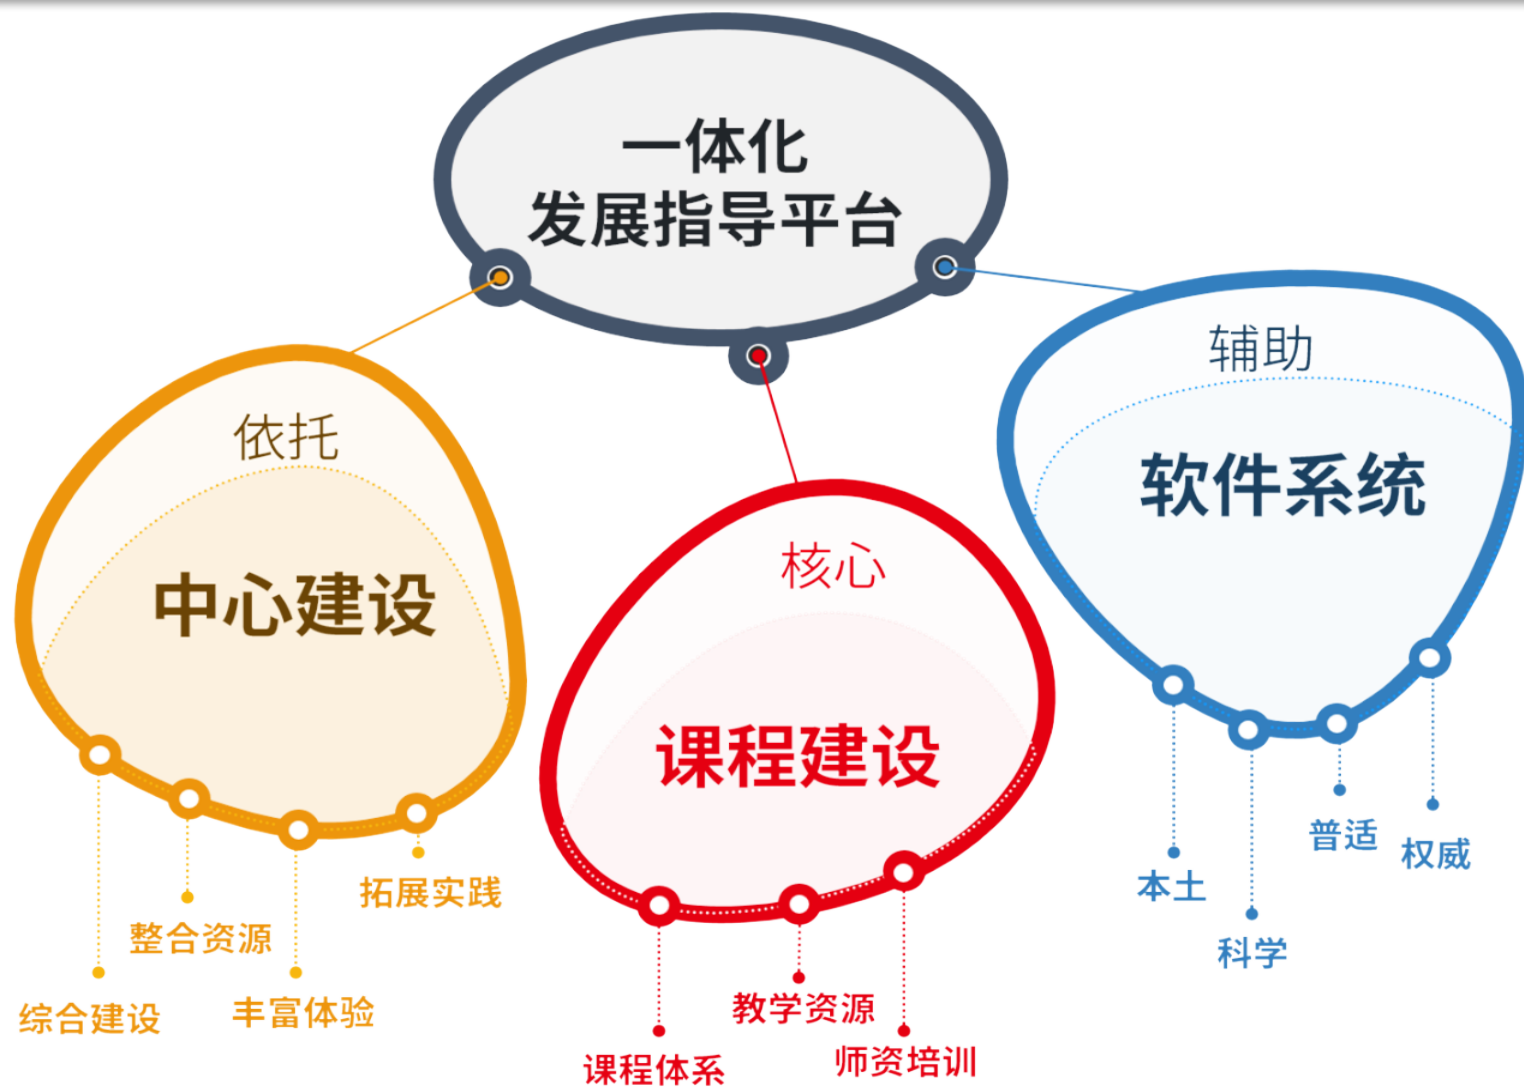 一体化
发展指导平台
依托
中心建设
综合建设
整合资源
丰富体验
拓展实践
核心
课程建设
课程体系
教学资源
师资培训
辅助
软件系统
本土
科学
普适
权威